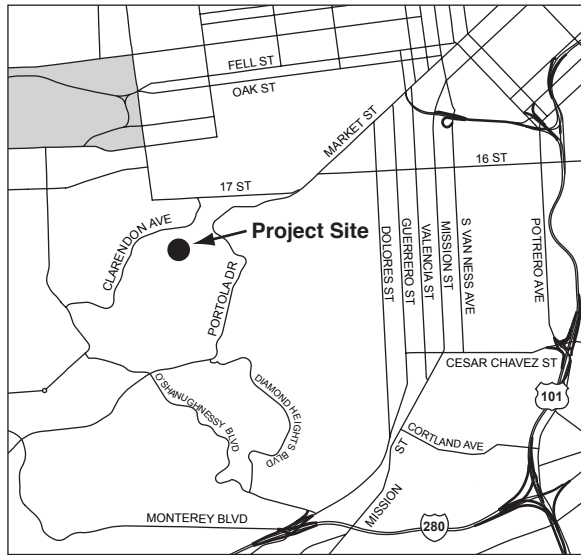 FELL ST
OAK ST
MARKET ST
16 ST
17 ST
CLARENDON AVE
Project Site
PORTOLA DR
DOLORES ST
GUERRERO ST
VALENCIA ST
MISSION ST
S VAN NESS AVE
POTRERO AVE
CESAR CHAVEZ ST
101
O'SHAUGHNESSY BLVD
DIAMOND HEIGHTS BLVD
CORTLAND AVE
MISSION ST
MONTEREY BLVD
280